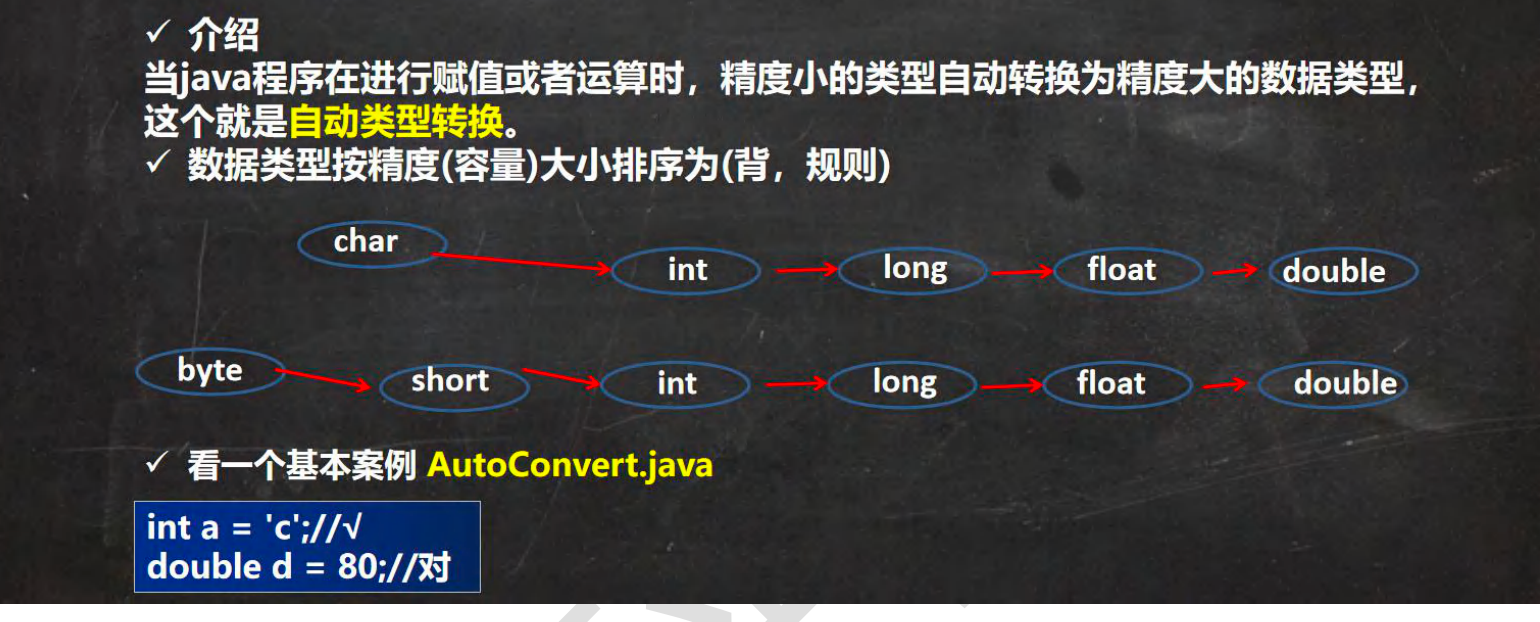 ✓ 介绍
当java程序在进行赋值或者运算时，精度小的类型自动转换为精度大的数据类型，
这个就是自动类型转换。
✓ 数据类型按精度(容量)大小排序为(背，规则)
char int long float double
byte short int long float double
✓ 看一个基本案例 AutoConvert.java
int a = 'c';//√
double d = 80;//对